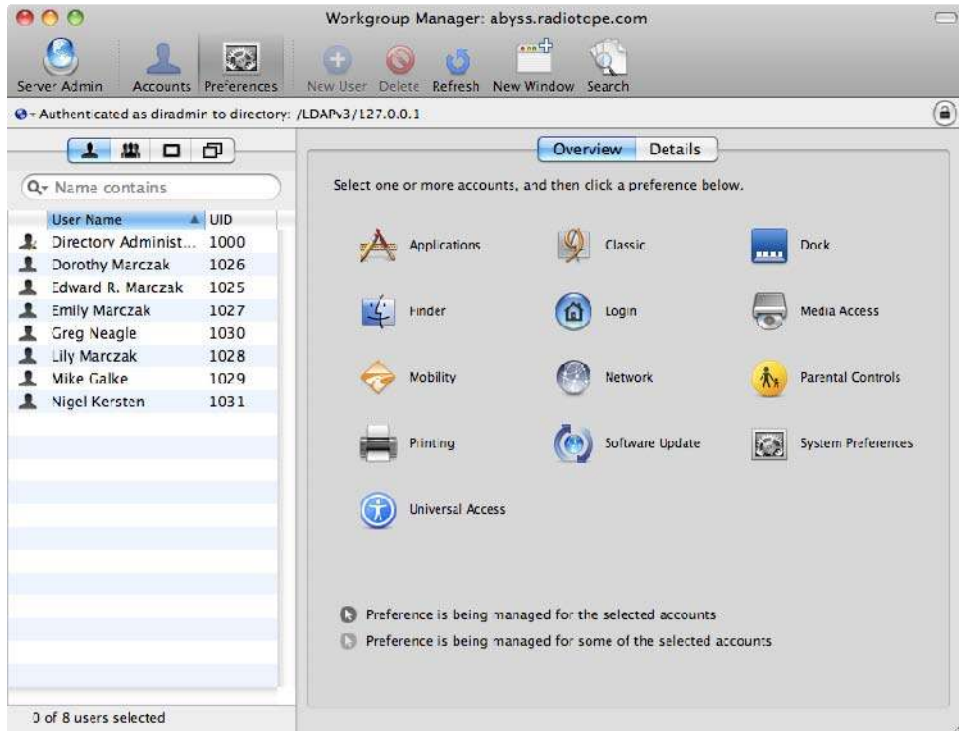 Workgroup Manager: abyss.radiotope.com
Server Admin Accounts Preferences New User Delete Refresh New Window Search
Authenticated as diradmin to directory: /LDAPv3/127.0.0.1
Overview Details
Name contains
Select one or more accounts, and then click a preference below.
User Name UID
Directory Administ... 1000
Dorothy Marczak 1026
Edward R. Marczak 1025
Emily Marczak 1027
Greg Neagle 1030
Lily Marczak 1028
Mike Galke 1029
Nigel Kersten 1031
Applications Classic Dock
Finder Login Media Access
Mobility Network Parental Controls
Printing Software Update System Preferences
Universal Access
Preference is being managed for the selected accounts
Preference is being managed for some of the selected accounts
0 of 8 users selected